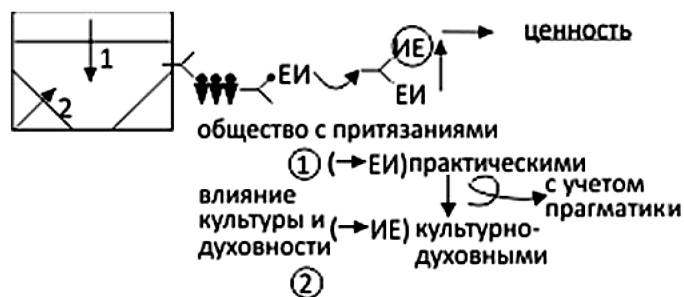 ИЕ
ценность
1
ЕИ
ЕИ
2
общество с притязаниями
1 (→ЕИ)практическими
с учетом
прагматики
влияние
культуры и
духовности
(→ИЕ) культурно-
духовными
2